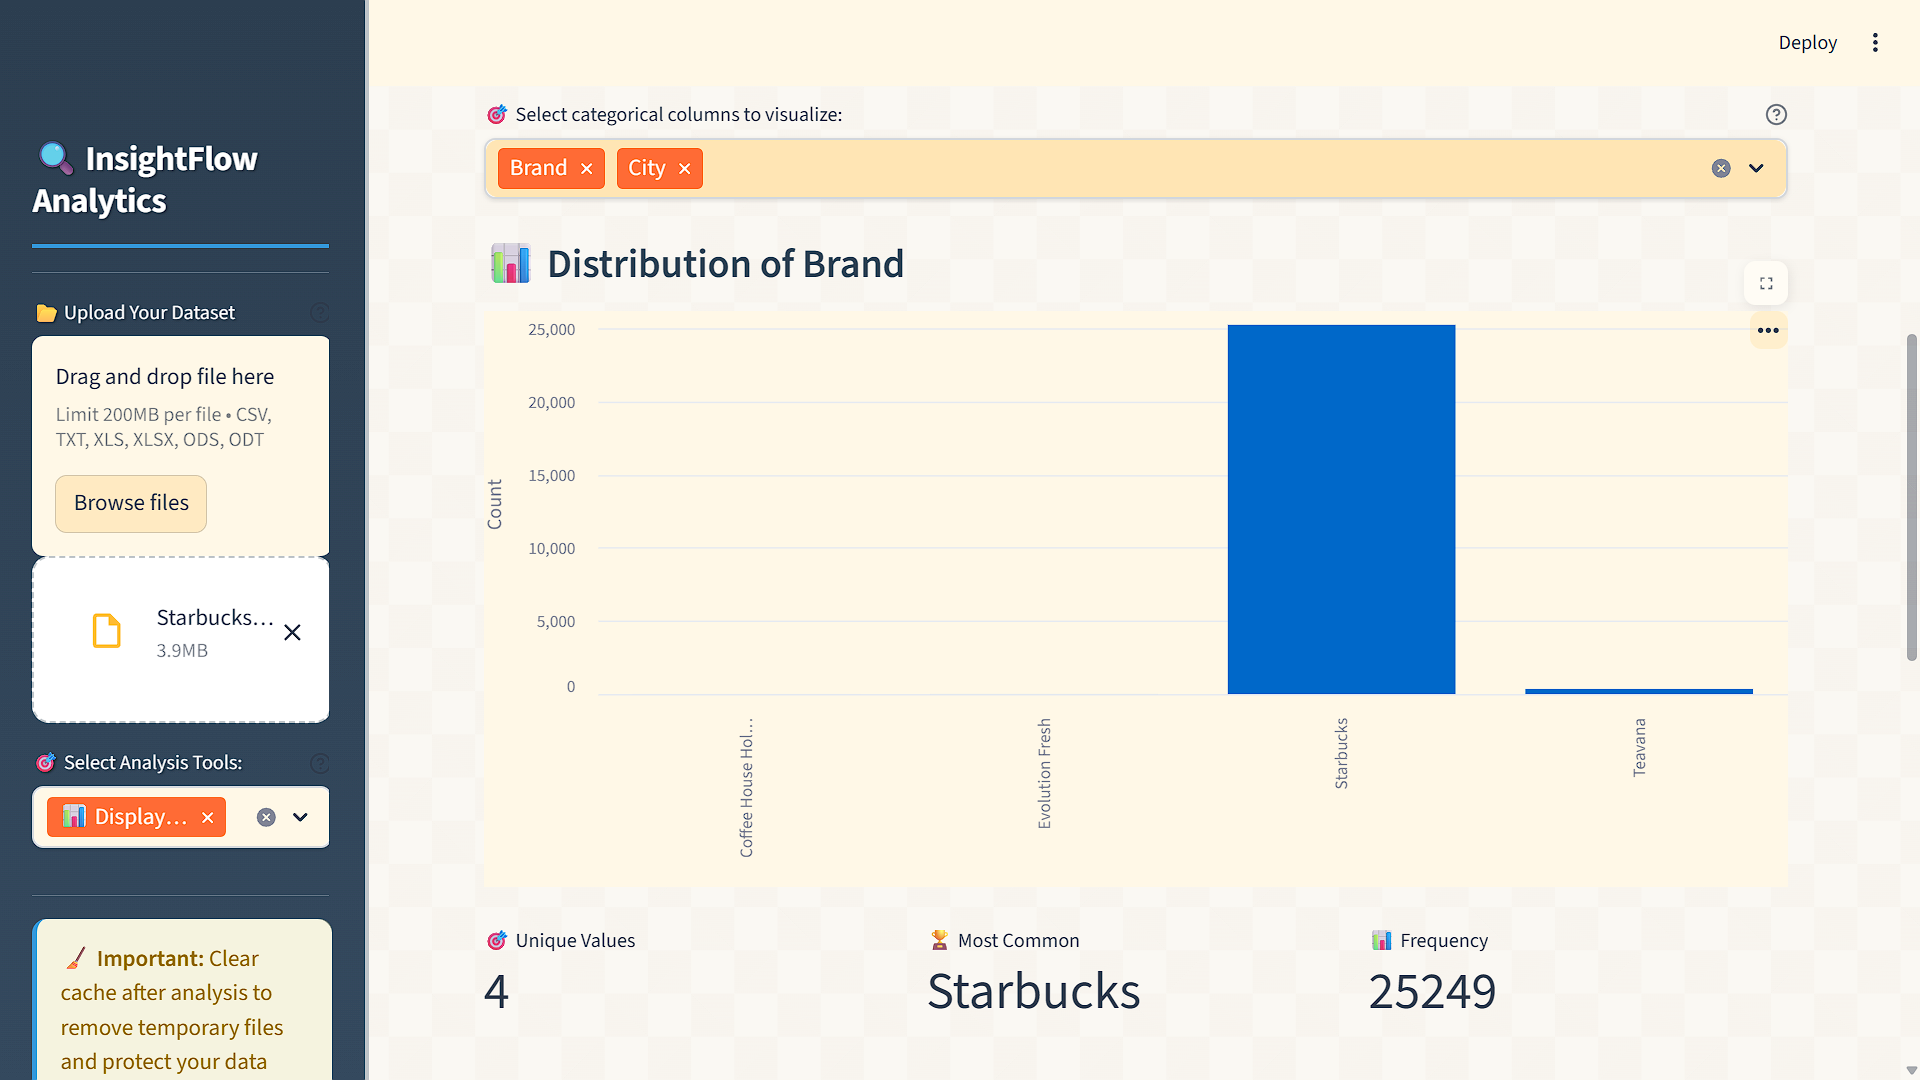 Deploy
InsightFlow
Analytics
Upload Your Dataset
Drag and drop file here
Limit 200MB per file • CSV,
TXT, XLS, XLSX, ODS, ODT
Browse files
Starbucks...
3.9MB
Select Analysis Tools:
Display...
Important: Clear
cache after analysis to
remove temporary files
and protect your data
Select categorical columns to visualize:
Brand
City
Distribution of Brand
Count
25,000
20,000
15,000
10,000
5,000
0
Coffee House Hol...
Evolution Fresh
Starbucks
Teavana
Unique Values
4
Most Common
Starbucks
Frequency
25249